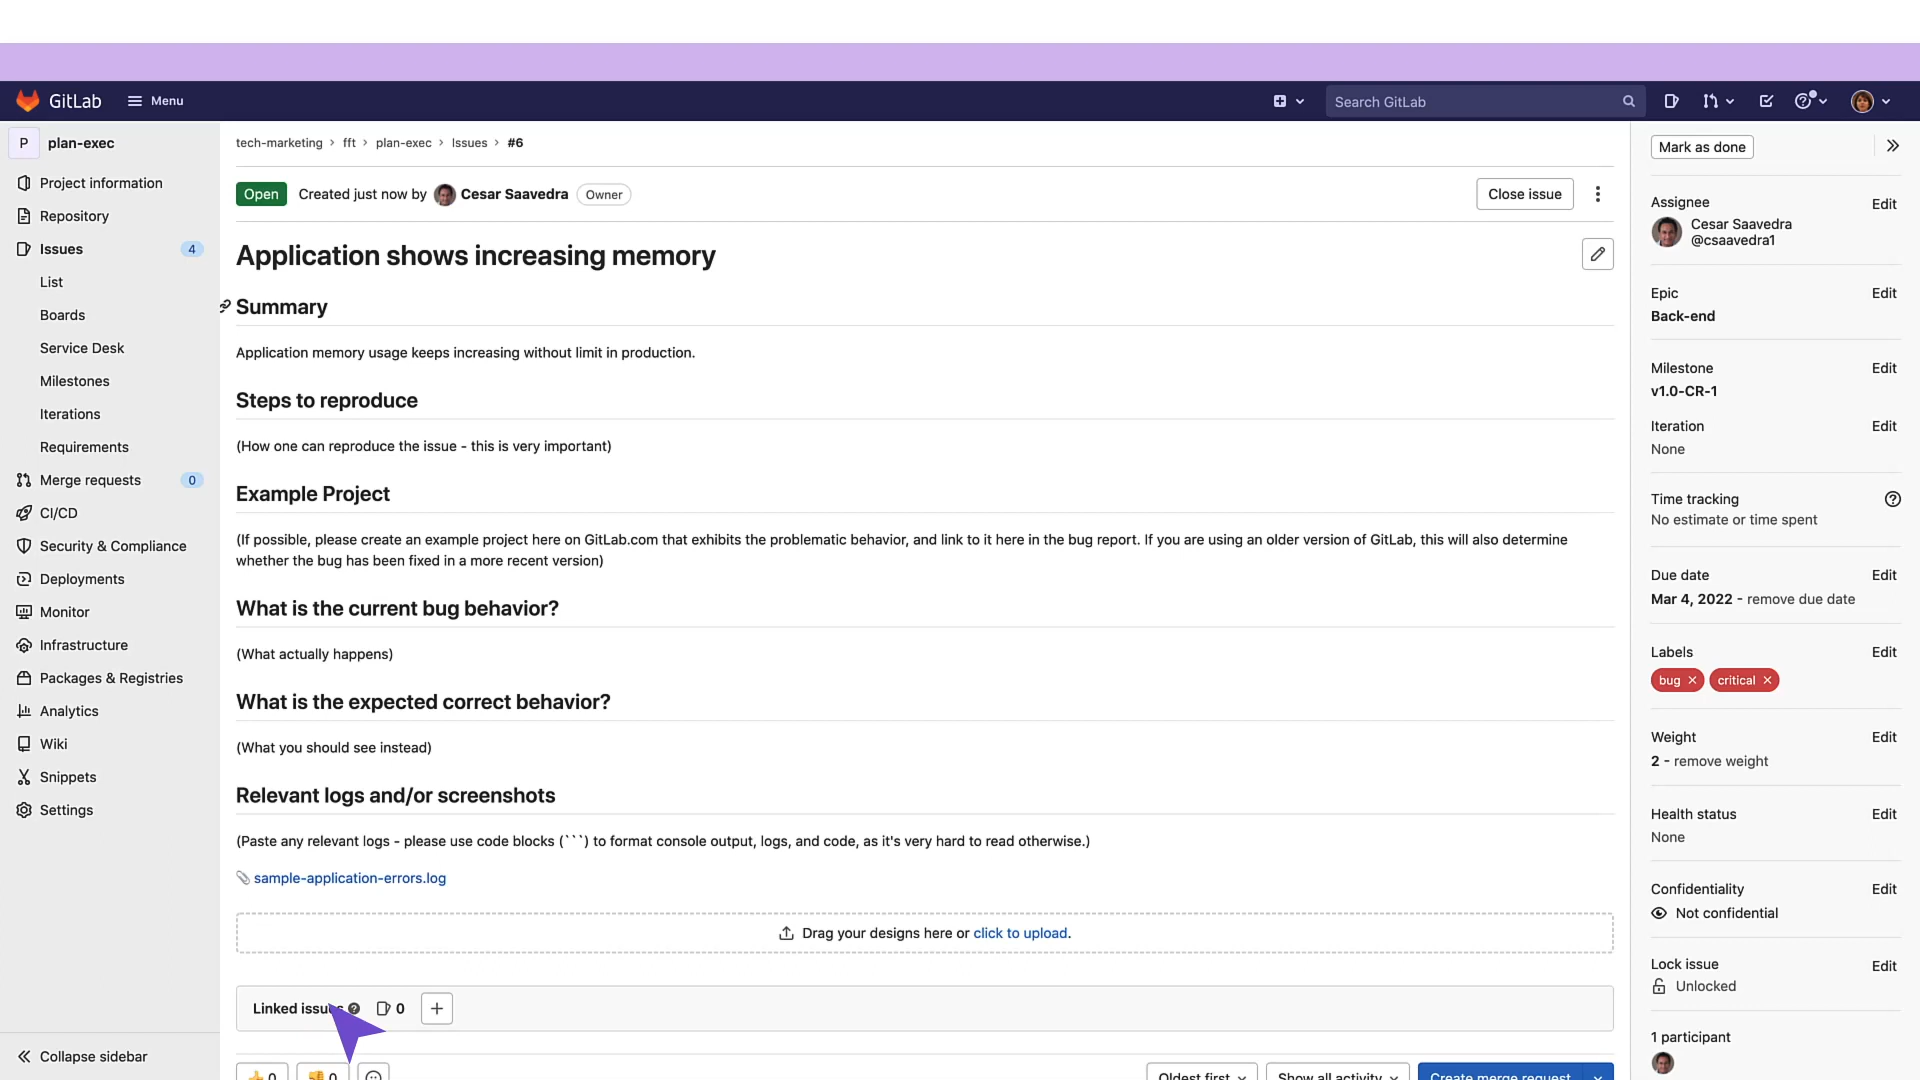 GitLab
Menu
Search GitLab
P
plan-exec
Project information
Repository
Issues
4
List
Boards
Service Desk
Milestones
Iterations
Requirements
Merge requests
0
CI/CD
Security & Compliance
Deployments
Monitor
Infrastructure
Packages & Registries
Analytics
Wiki
Snippets
Settings
Collapse sidebar
tech-marketing › fft › plan-exec › Issues › #6
Open Created just now by Cesar Saavedra Owner
Close issue
Application shows increasing memory
Summary
Application memory usage keeps increasing without limit in production.
Steps to reproduce
(How one can reproduce the issue - this is very important)
Example Project
(If possible, please create an example project here on GitLab.com that exhibits the problematic behavior, and link to it here in the bug report. If you are using an older version of GitLab, this will also determine
whether the bug has been fixed in a more recent version)
What is the current bug behavior?
(What actually happens)
What is the expected correct behavior?
(What you should see instead)
Relevant logs and/or screenshots
(Paste any relevant logs - please use code blocks (```) to format console output, logs, and code, as it's very hard to read otherwise.)
sample-application-errors.log
Drag your designs here or click to upload.
Linked issues 0
0
0
Oldest first
Show all activity
Create merge request
Mark as done
Assignee Edit
Cesar Saavedra
@csaavedra1
Epic Edit
Back-end
Milestone Edit
v1.0-CR-1
Iteration Edit
None
Time tracking
No estimate or time spent
Due date Edit
Mar 4, 2022 - remove due date
Labels Edit
bug × critical ×
Weight Edit
2 - remove weight
Health status Edit
None
Confidentiality Edit
Not confidential
Lock issue Edit
Unlocked
1 participant